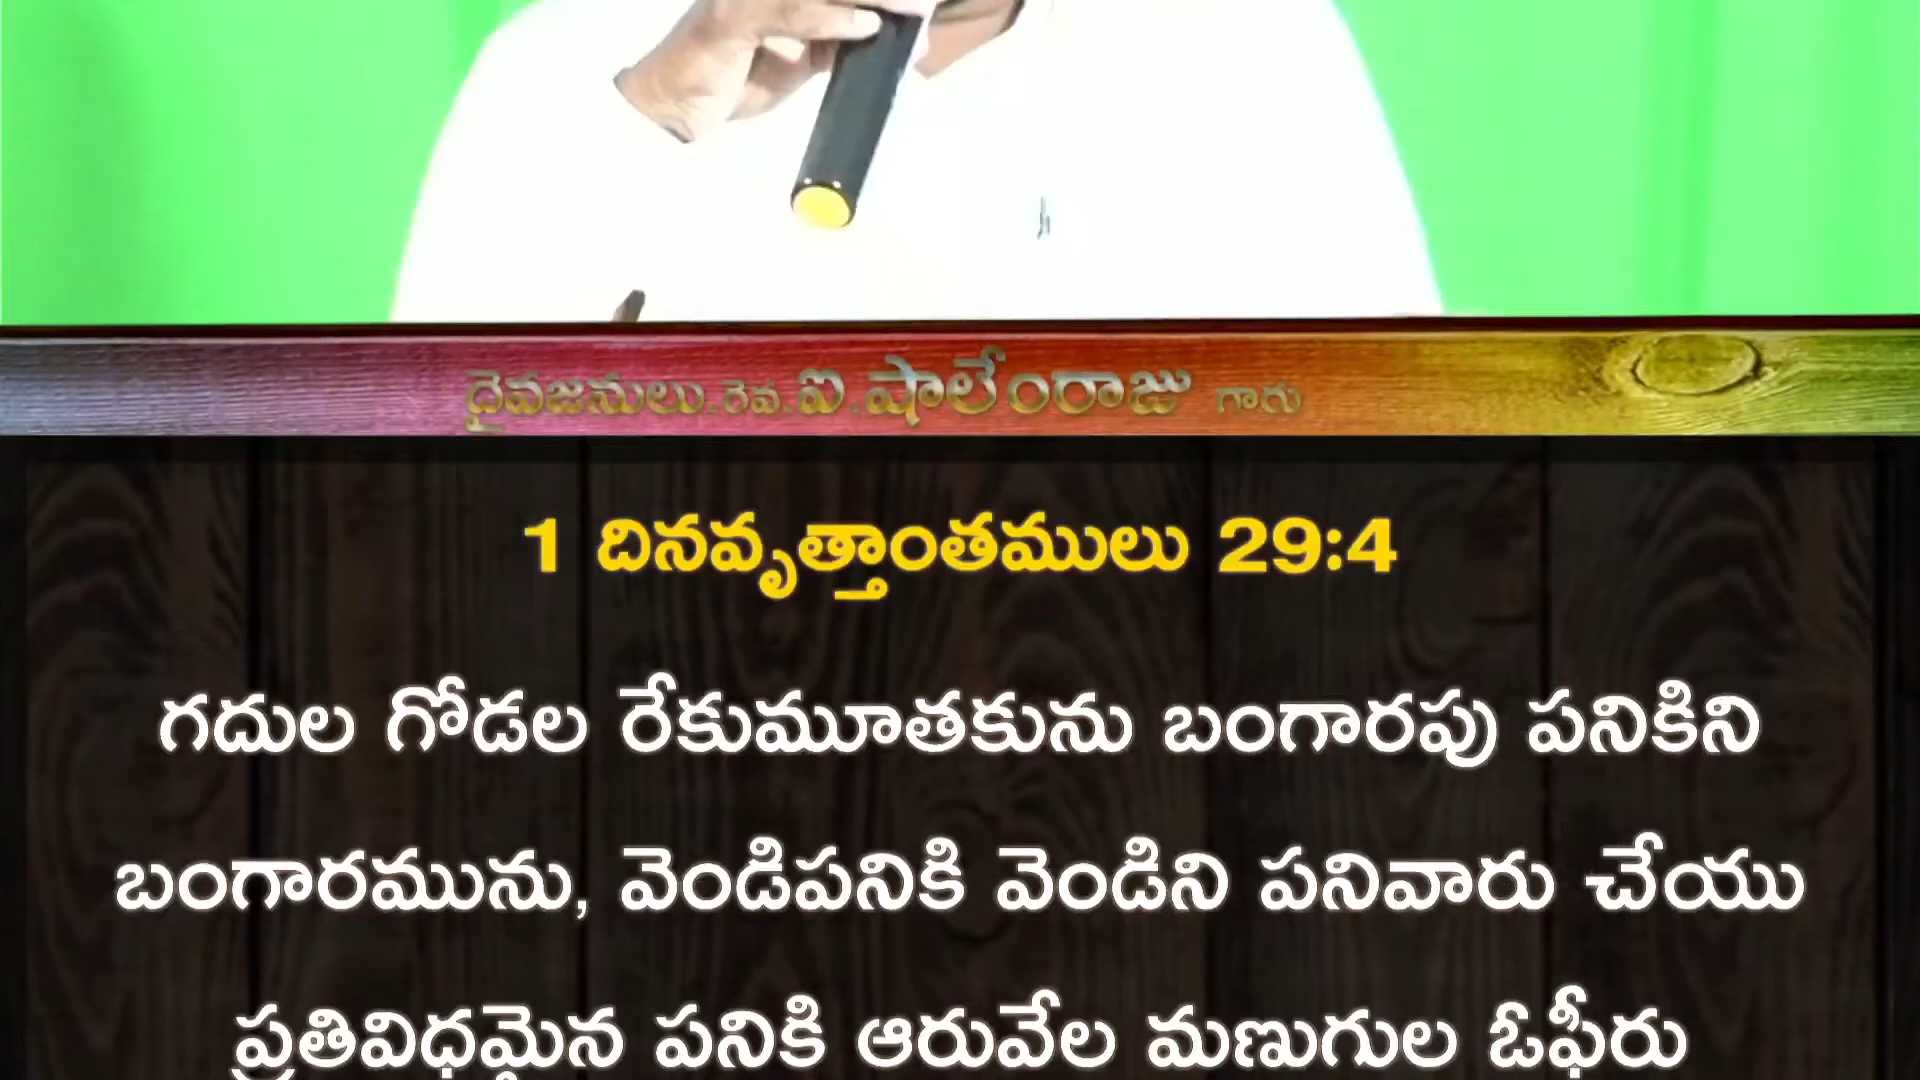 దైవజనులు.రెవ.ఐ.షాలేంరాజు గారు
1 దినవృత్తాంతములు 29:4
గదుల గోడల రేకుమూతకును బంగారపు పనికిని
బంగారమును, వెండిపనికి వెండిని పనివారు చేయు
ప్రతివిధమైన పనికి ఆరువేల మణుగుల ఓఫీరు